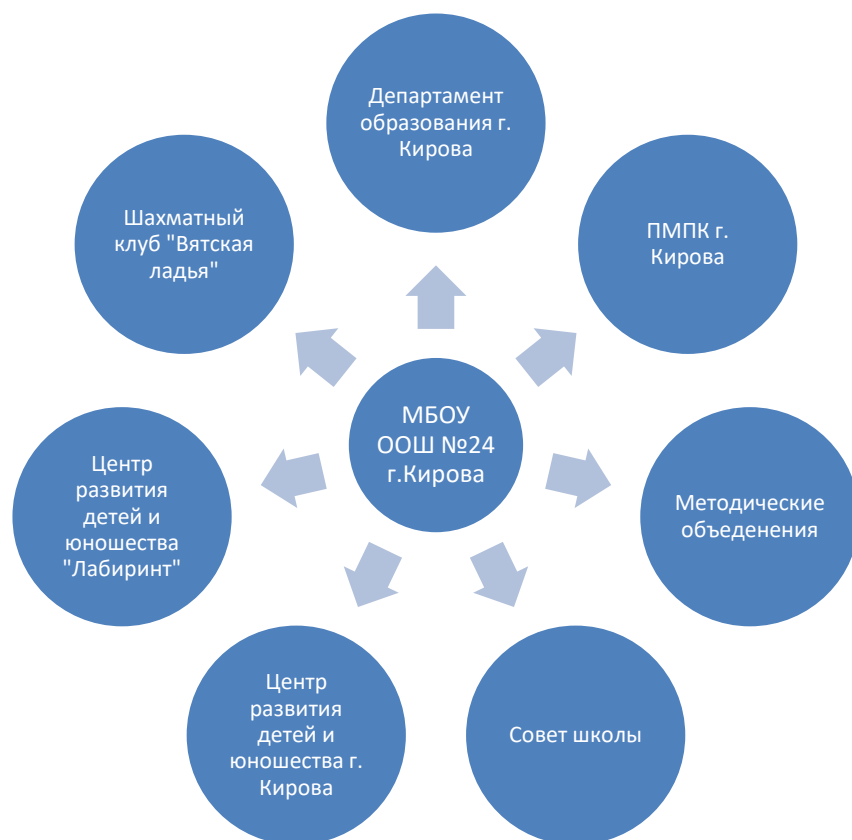 Департамент
образования г.
Кирова
Шахматный
клуб "Вятская
ладья"
ПМПК г.
Кирова
МБОУ
ООШ №24
г.Кирова
Центр
развития
детей и
юношества
"Лабиринт"
Методические
объеденения
Центр
развития
детей и
юношества г.
Кирова
Совет школы